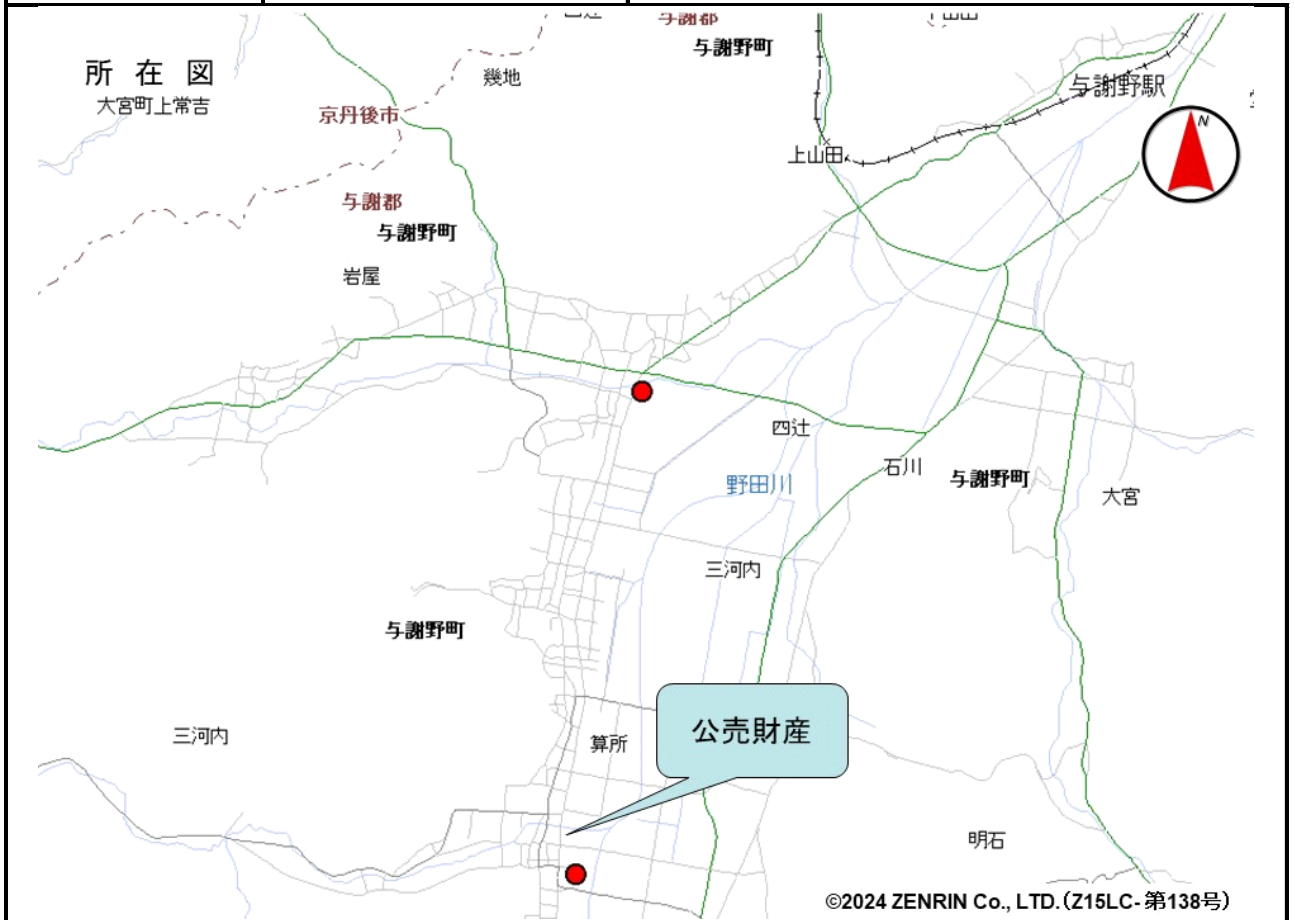 与謝郡
与謝野町
所在図
大宮町上常吉
幾地
与謝野駅
京丹後市
N
上山田
与謝郡
与謝野町
岩屋
四辻
石川
野田川
与謝野町
大宮
三河内
与謝野町
三河内
算所
公売財産
明石
©2024 ZENRIN Co., LTD.(Z15LC-第138号)